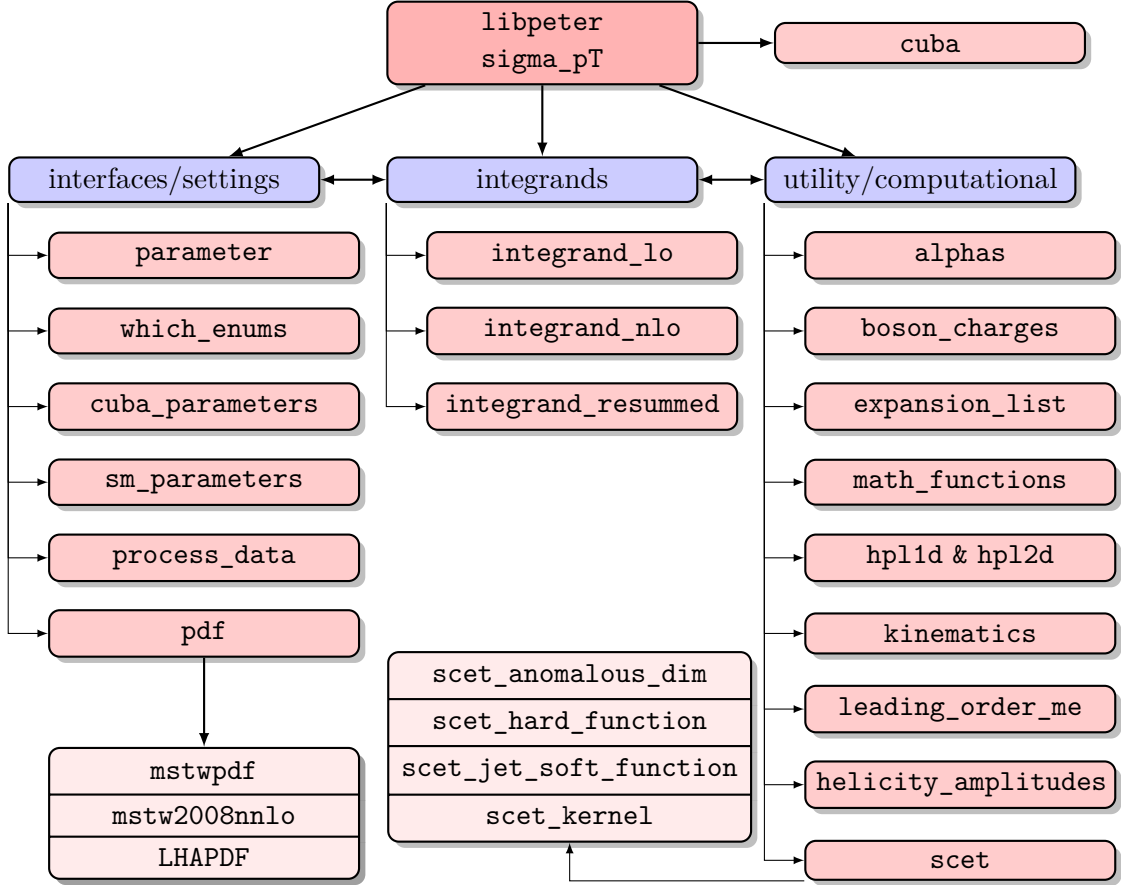 libpeter
sigma_pT
cuba
interfaces/settings
integrands
utility/computational
parameter
which_enums
cuba_parameters
sm_parameters
process_data
pdf
mstwpdf
mstw2008nnlo
LHAPDF
integrand_lo
integrand_nlo
integrand_resummed
scet_anomalous_dim
scet_hard_function
scet_jet_soft_function
scet_kernel
alphas
boson_charges
expansion_list
math_functions
hpl1d & hpl2d
kinematics
leading_order_me
helicity_amplitudes
scet